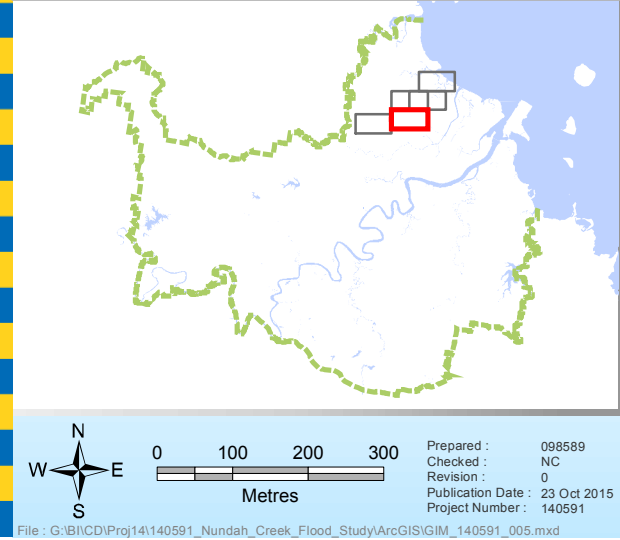 N
W E
S
0 100 200 300
Metres
Prepared : 098589
Checked : NC
Revision : 0
Publication Date : 23 Oct 2015
Project Number : 140591
File : G:\BI\CD\Proj14\140591_Nundah_Creek_Flood_Study\ArcGIS\GIM_140591_005.mxd